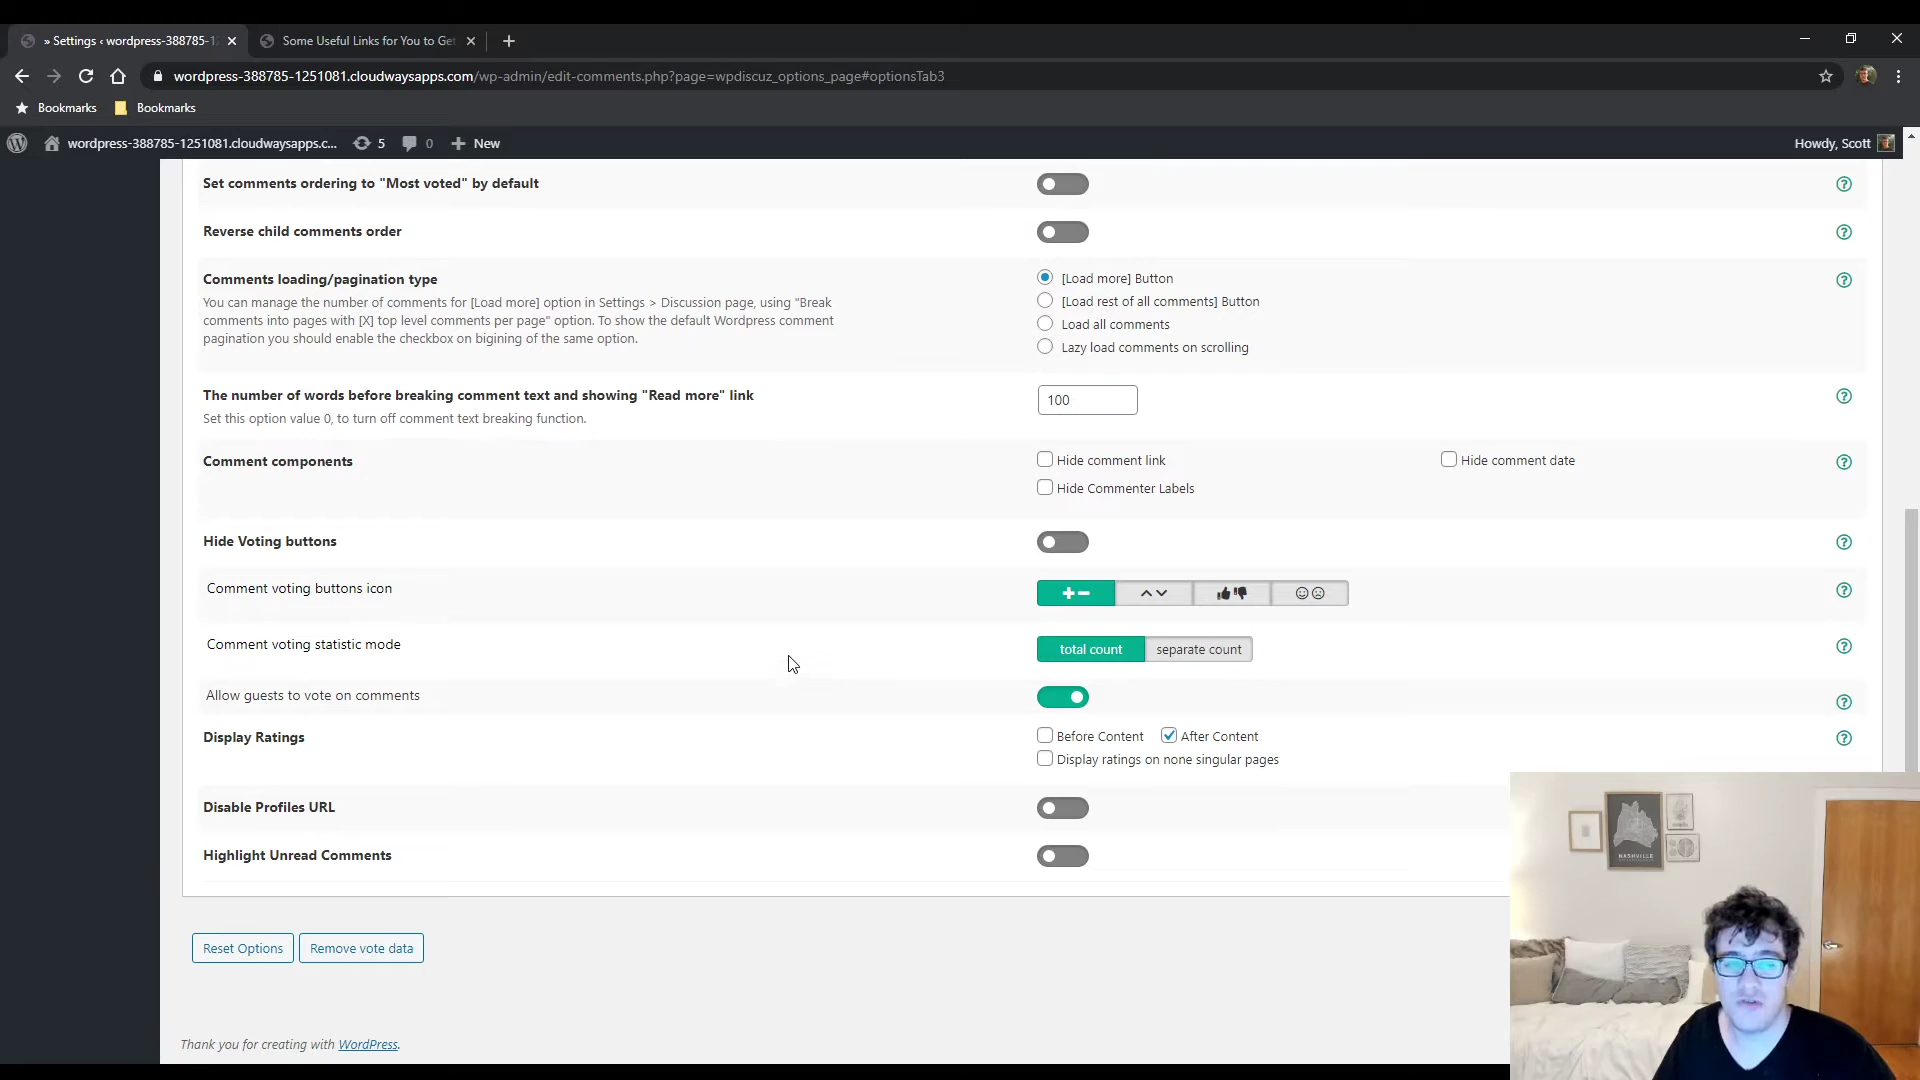 » Settings ‹ wordpress-388785-12
Some Useful Links for You to Get
wordpress-388785-1251081.cloudwaysapps.com/wp-admin/edit-comments.php?page=wpdiscuz_options_page#optionsTab3
Bookmarks
Bookmarks
wordpress-388785-1251081.cloudwaysapps.c...
5
0
New
Howdy, Scott
Set comments ordering to "Most voted" by default
Reverse child comments order
Comments loading/pagination type
You can manage the number of comments for [Load more] option in Settings > Discussion page, using "Break
comments into pages with [X] top level comments per page" option. To show the default Wordpress comment
pagination you should enable the checkbox on bigining of the same option.
[Load more] Button
[Load rest of all comments] Button
Load all comments
Lazy load comments on scrolling
The number of words before breaking comment text and showing "Read more" link
Set this option value 0, to turn off comment text breaking function.
100
Comment components
Hide comment link
Hide comment date
Hide Commenter Labels
Hide Voting buttons
Comment voting buttons icon
Comment voting statistic mode
total count
separate count
Allow guests to vote on comments
Display Ratings
Before Content
After Content
Display ratings on none singular pages
Disable Profiles URL
Highlight Unread Comments
Reset Options
Remove vote data
Thank you for creating with WordPress.
NASHVILLE